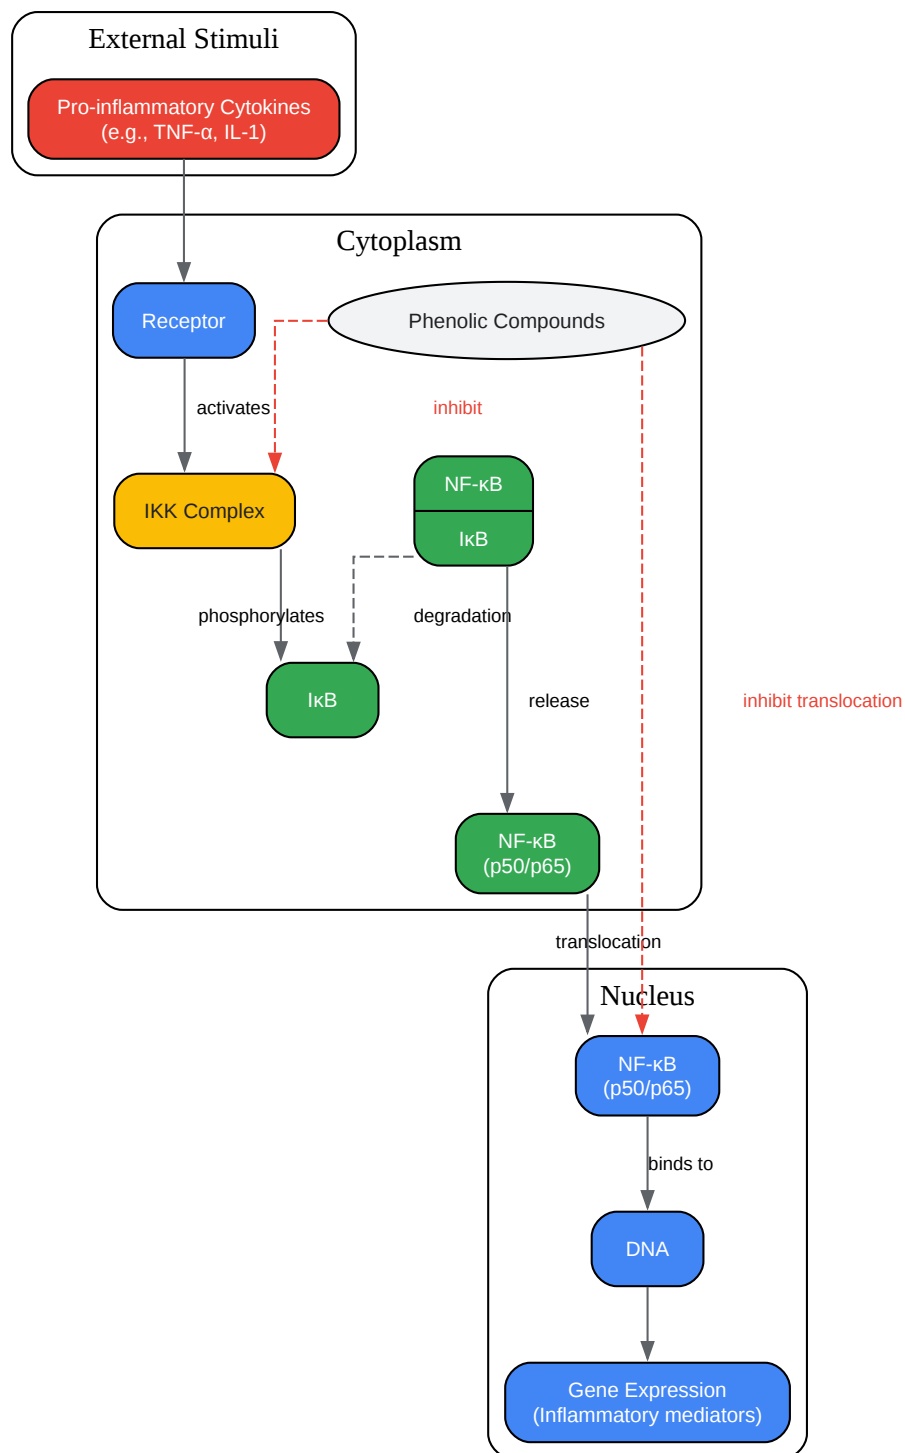 External Stimuli
Pro-inflammatory Cytokines
(e.g., TNF-α, IL-1)
Cytoplasm
Receptor
Phenolic Compounds
activates
inhibit
IKK Complex
NF-κB
IκB
phosphorylates
degradation
IκB
release
inhibit translocation
NF-κB
(p50/p65)
translocation
Nucleus
NF-κB
(p50/p65)
binds to
DNA
Gene Expression
(Inflammatory mediators)